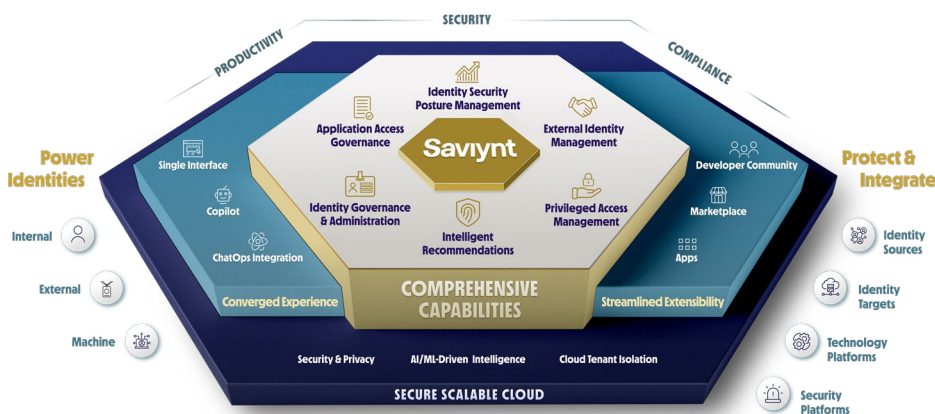 SECURITY
PRODUCTIVITY
COMPLIANCE
Identity Security
Posture Management
Application Access
Governance
External Identity
Management
Saviynt
Identity Governance
& Administration
Privileged Access
Management
Intelligent
Recommendations
COMPREHENSIVE
CAPABILITIES
Single Interface
Copilot
ChatOps Integration
Converged Experience
Developer Community
Marketplace
Apps
Streamlined Extensibility
Power
Identities
Internal
External
Machine
Protect &
Integrate
Identity
Sources
Identity
Targets
Technology
Platforms
Security
Platforms
Security & Privacy
AI/ML-Driven Intelligence
Cloud Tenant Isolation
SECURE SCALABLE CLOUD